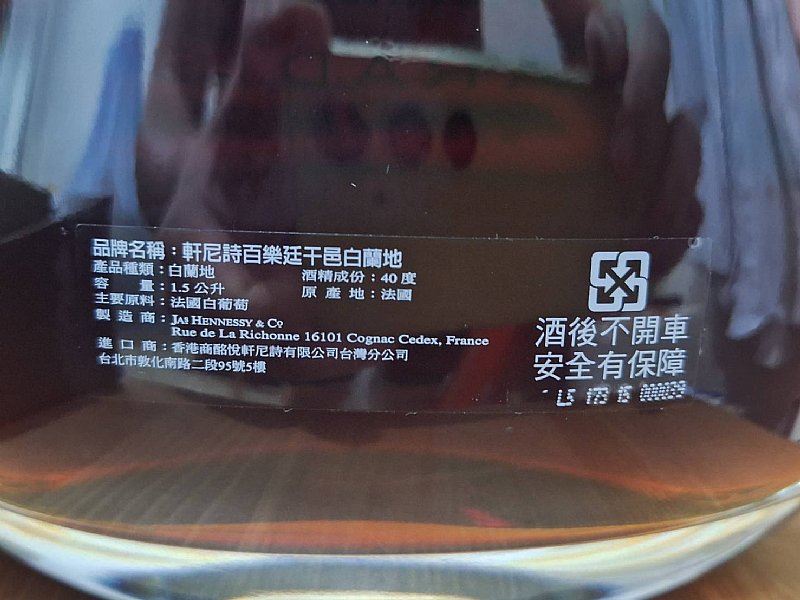 品牌名稱：軒尼詩百樂廷干邑白蘭地
產品種類：白蘭地 酒精成份：40度
容 量：1.5公升 原 產 地：法國
主要原料：法國白葡萄
製 造 商：JAS HENNESSY & Co
Rue de La Richonne 16101 Cognac Cedex, France
進 口 商：香港商酩悅軒尼詩有限公司台灣分公司
台北市敦化南路二段95號5樓
酒後不開車
安全有保障
L5 173 15